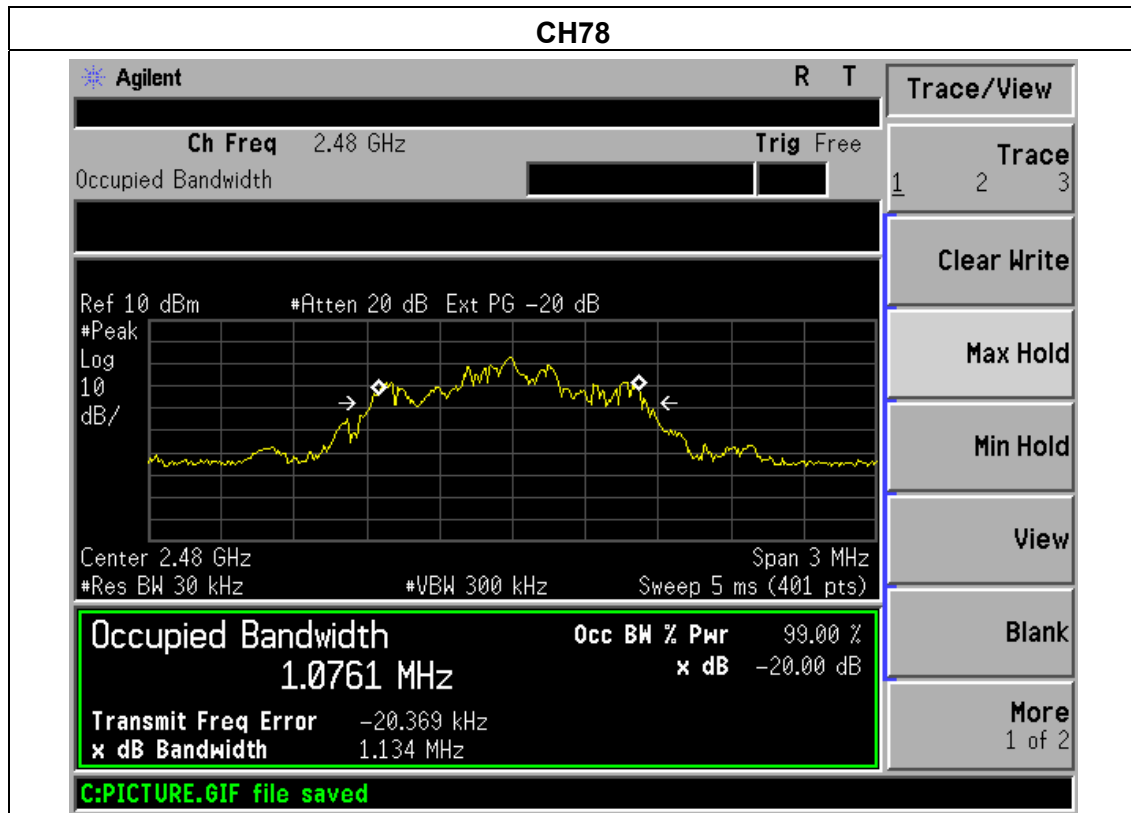 CH78
Agilent R T
Trace/View
Ch Freq 2.48 GHz Trig Free
Occupied Bandwidth
Trace
1 2 3
Clear Write
Ref 10 dBm #Atten 20 dB Ext PG −20 dB
#Peak
Log
10
dB/
Max Hold
Min Hold
View
Center 2.48 GHz Span 3 MHz
#Res BW 30 kHz #VBW 300 kHz Sweep 5 ms (401 pts)
Occupied Bandwidth Occ BW % Pwr 99.00 %
1.0761 MHz x dB −20.00 dB
Blank
Transmit Freq Error −20.369 kHz
x dB Bandwidth 1.134 MHz
More
1 of 2
C:PICTURE.GIF file saved